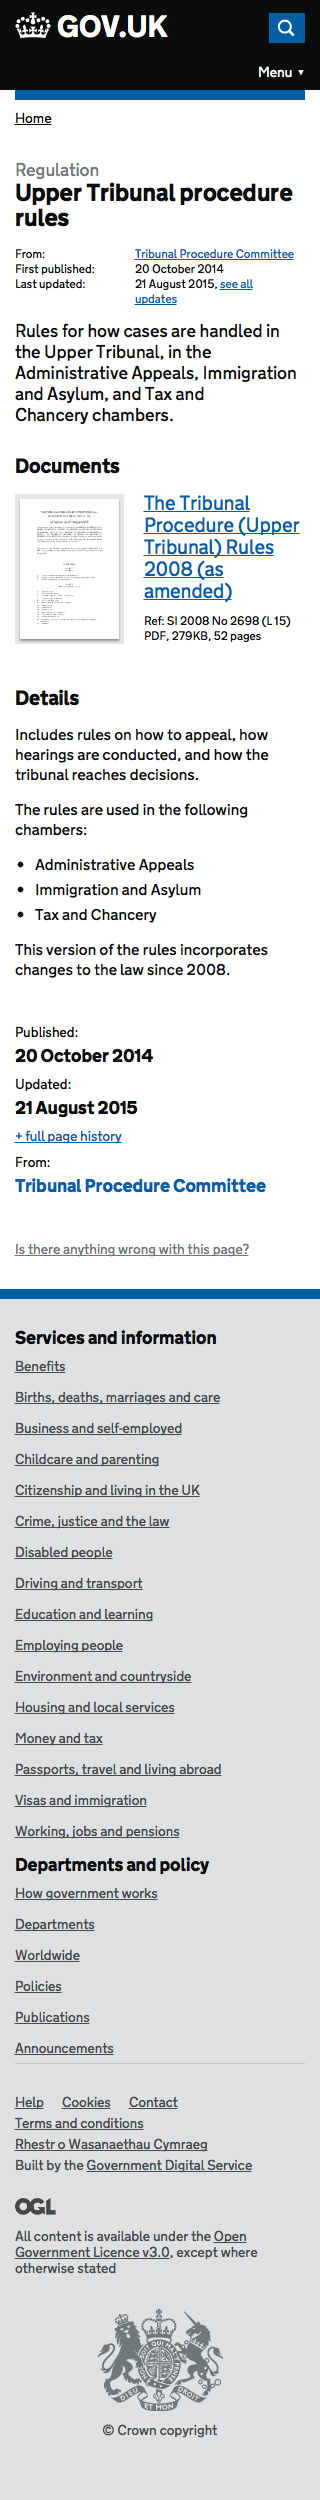 GOV.UK
Menu ▼
Home
Regulation
Upper Tribunal procedure
rules
From: Tribunal Procedure Committee
First published: 20 October 2014
Last updated: 21 August 2015, see all
updates
Rules for how cases are handled in
the Upper Tribunal, in the
Administrative Appeals, Immigration
and Asylum, and Tax and
Chancery chambers.
Documents
The Tribunal
Procedure (Upper
Tribunal) Rules
2008 (as
amended)
Ref: SI 2008 No 2698 (L 15)
PDF, 279KB, 52 pages
Details
Includes rules on how to appeal, how
hearings are conducted, and how the
tribunal reaches decisions.
The rules are used in the following
chambers:
• Administrative Appeals
• Immigration and Asylum
• Tax and Chancery
This version of the rules incorporates
changes to the law since 2008.
Published:
20 October 2014
Updated:
21 August 2015
+ full page history
From:
Tribunal Procedure Committee
Is there anything wrong with this page?
Services and information
Benefits
Births, deaths, marriages and care
Business and self-employed
Childcare and parenting
Citizenship and living in the UK
Crime, justice and the law
Disabled people
Driving and transport
Education and learning
Employing people
Environment and countryside
Housing and local services
Money and tax
Passports, travel and living abroad
Visas and immigration
Working, jobs and pensions
Departments and policy
How government works
Departments
Worldwide
Policies
Publications
Announcements
Help Cookies Contact
Terms and conditions
Rhestr o Wasanaethau Cymraeg
Built by the Government Digital Service
OGL
All content is available under the Open
Government Licence v3.0, except where
otherwise stated
DIEU ET MON DROIT
© Crown copyright